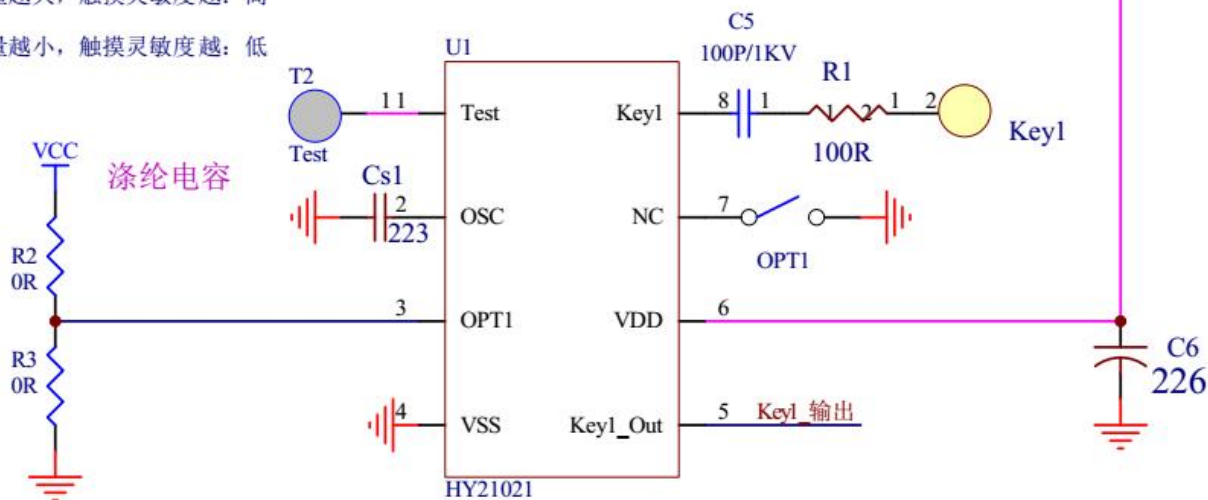 量越小，触摸灵敏度越：低
U1
C5
100P/1KV
R1
T2
1 1
Test
Key1
8
1
1 2
1
2
Key1
Test
100R
VCC
涤纶电容
Cs1
2
223
OSC
NC
7
OPT1
R2
0R
3
OPT1
VDD
6
R3
0R
C6
226
4
VSS
Key1_Out
5
Key1_输出
HY21021